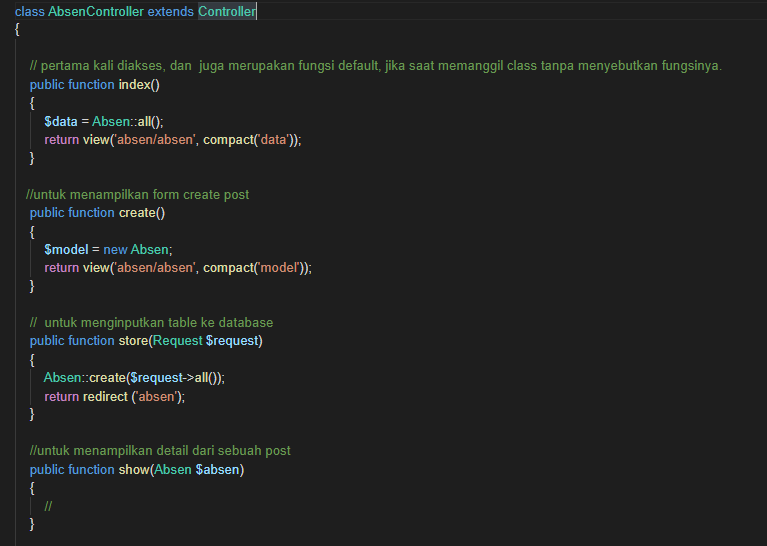 class AbsenController extends Controller
{
// pertama kali diakses, dan  juga merupakan fungsi default, jika saat memanggil class tanpa menyebutkan fungsinya.
public function index()
{
$data = Absen::all();
return view('absen/absen', compact('data'));
}
//untuk menampilkan form create post
public function create()
{
$model = new Absen;
return view('absen/absen', compact('model'));
}
//  untuk menginputkan table ke database
public function store(Request $request)
{
Absen::create($request->all());
return redirect ('absen');
}
//untuk menampilkan detail dari sebuah post
public function show(Absen $absen)
{
//
}